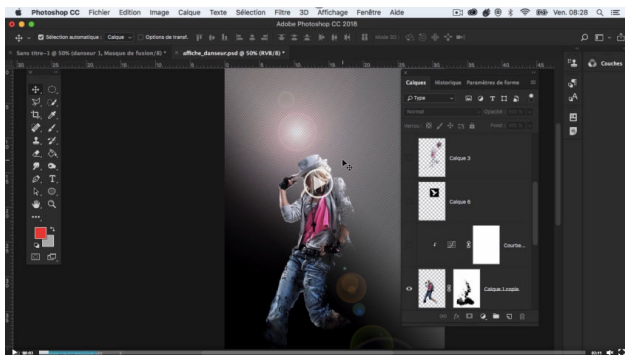 Photoshop CC Fichier Edition Image Calque Texte Sélection Filtre 3D Affichage Fenêtre Aide Ven. 08:28
Adobe Photoshop CC 2018
Sélection automatique : Calque Options de transf. Mode 3D :
Sans titre-1 @ 50% (danseur 1, Masque de fusion/8) *
affiche_danseur.psd @ 50% (RVB/8) *
Couches
Calques Historique Paramètres de forme
Type
Normal Opacité :
Verrou : Fond :
Calque 3
Calque 6
Courbe...
Calque 1 copie